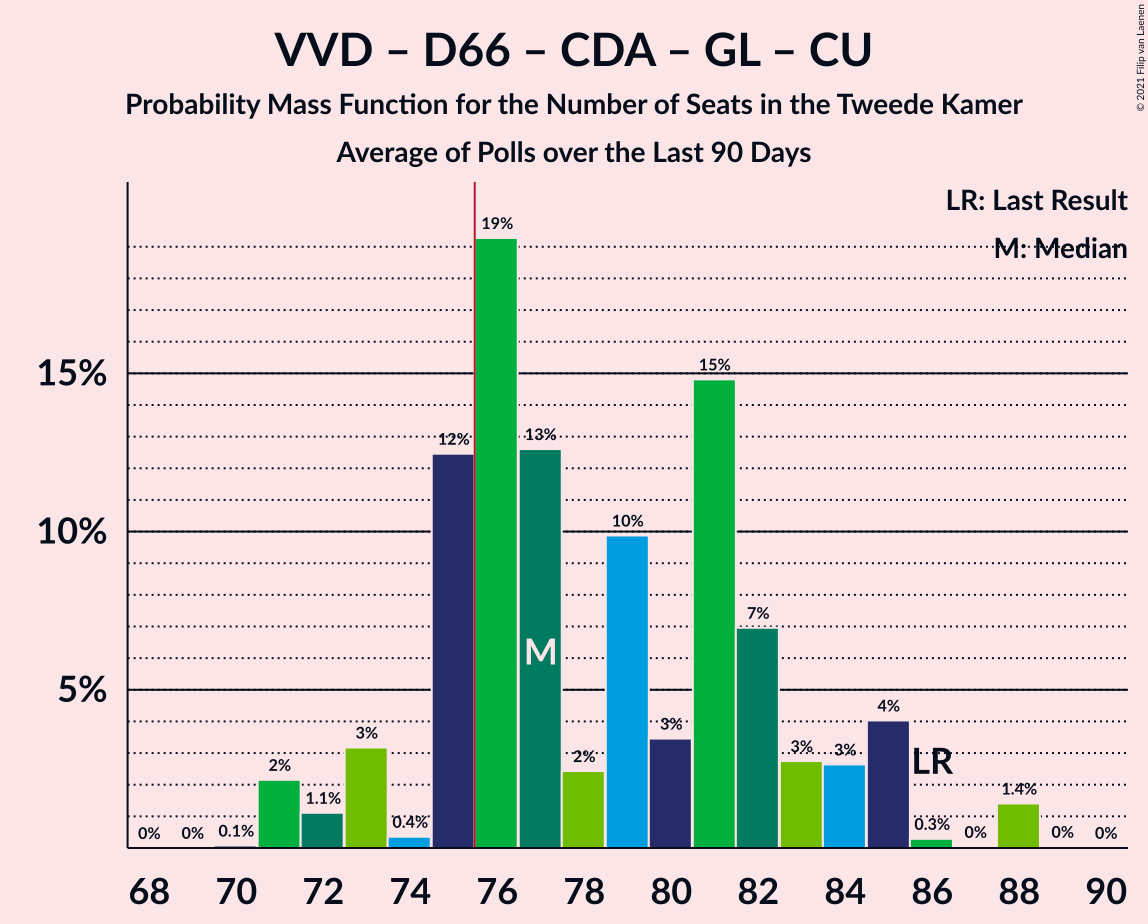 VVD – D66 – CDA – GL – CU
Probability Mass Function for the Number of Seats in the Tweede Kamer
Average of Polls over the Last 90 Days
© 2021 Filip van Laenen
LR: Last Result
M: Median
15%
10%
5%
0%
0%
0.1%
2%
1.1%
3%
0.4%
12%
19%
13%
2%
10%
3%
15%
7%
3%
3%
4%
0.3%
0%
1.4%
0%
0%
M
LR
68 70 72 74 76 78 80 82 84 86 88 90